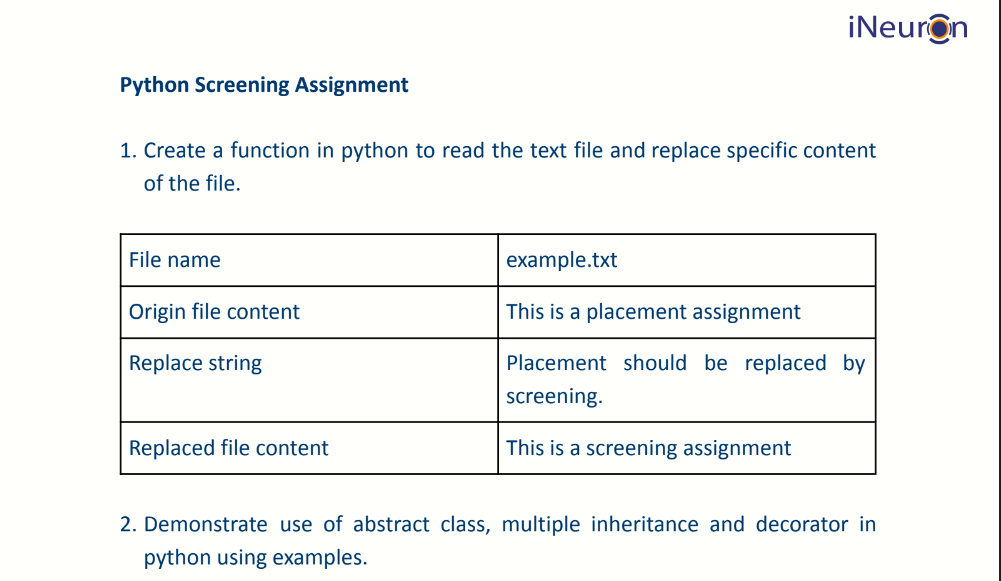 iNeuron
Python Screening Assignment
1. Create a function in python to read the text file and replace specific content
of the file.
File name
example.txt
Origin file content
This is a placement assignment
Replace string
Placement should be replaced by
screening.
Replaced file content
This is a screening assignment
2. Demonstrate use of abstract class, multiple inheritance and decorator in
python using examples.